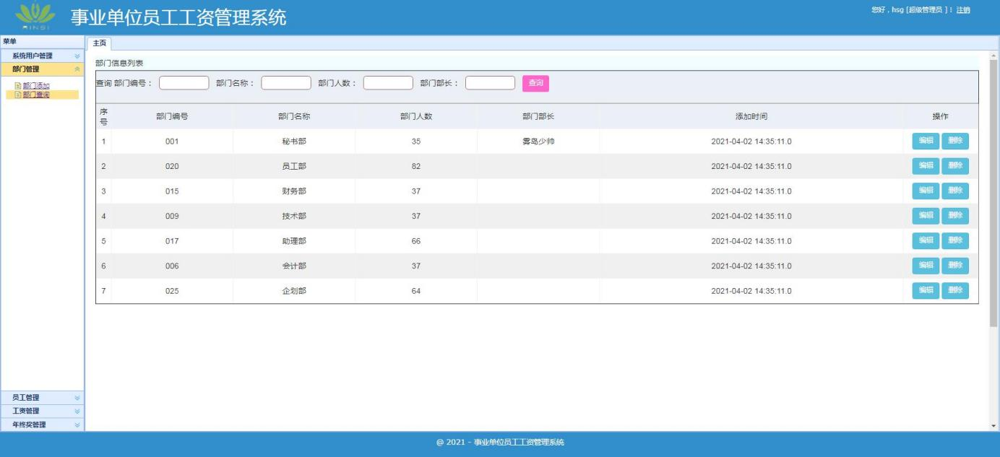 事业单位员工工资管理系统
您好，hsg [超级管理员 ]！ 注销
菜单
主页
系统用户管理
部门管理
部门添加
部门查询
员工管理
工资管理
年终奖管理
部门信息列表
查询 部门编号： 部门名称： 部门人数： 部门部长： 查询
序号 部门编号 部门名称 部门人数 部门部长 添加时间 操作
1 001 秘书部 35 雾岛少帅 2021-04-02 14:35:11.0 编辑 删除
2 020 员工部 82 2021-04-02 14:35:11.0 编辑 删除
3 015 财务部 37 2021-04-02 14:35:11.0 编辑 删除
4 009 技术部 37 2021-04-02 14:35:11.0 编辑 删除
5 017 助理部 66 2021-04-02 14:35:11.0 编辑 删除
6 006 会计部 37 2021-04-02 14:35:11.0 编辑 删除
7 025 企划部 64 2021-04-02 14:35:11.0 编辑 删除
@ 2021 - 事业单位员工工资管理系统